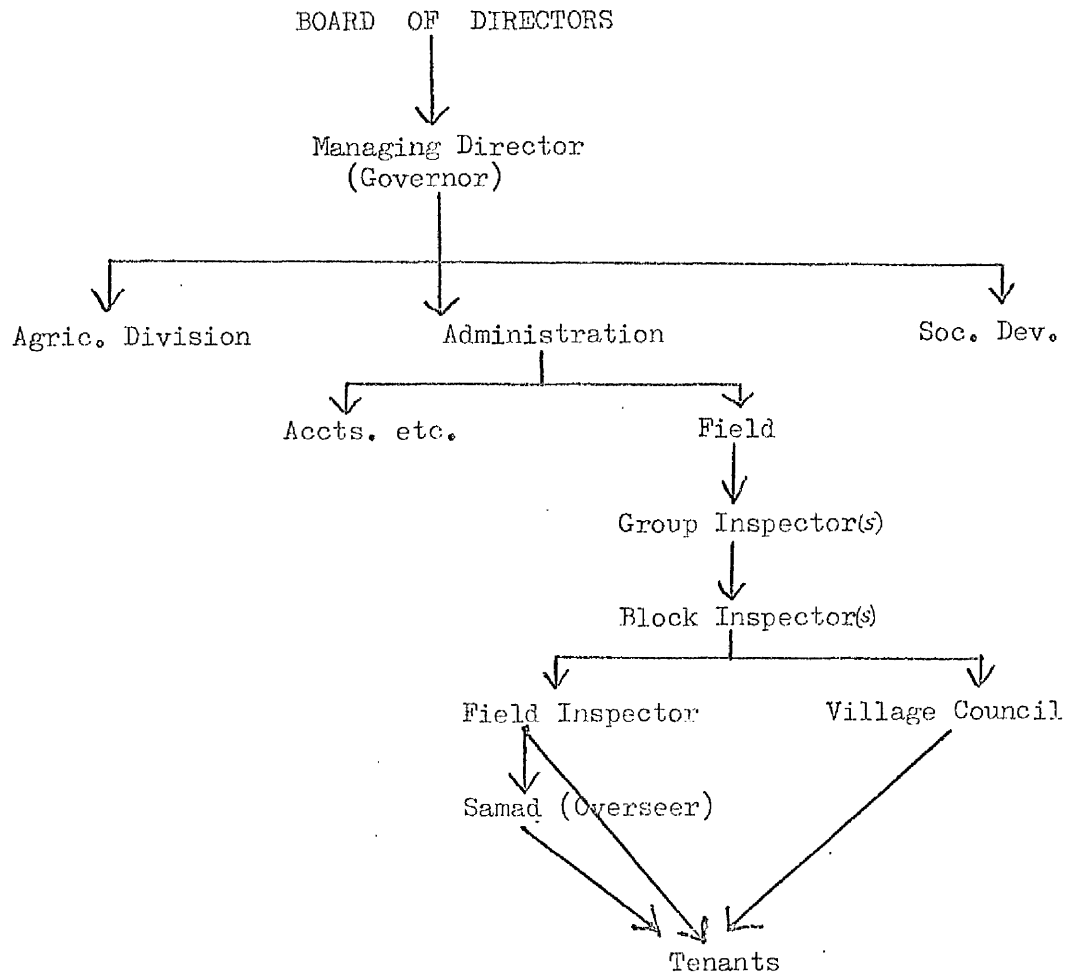 BOARD OF DIRECTORS
Managing Director
(Governor)
Agric. Division
Administration
Soc. Dev.
Accts. etc.
Field
Group Inspector(s)
Block Inspector(s)
Field Inspector
Village Council
Samad (Overseer)
Tenants